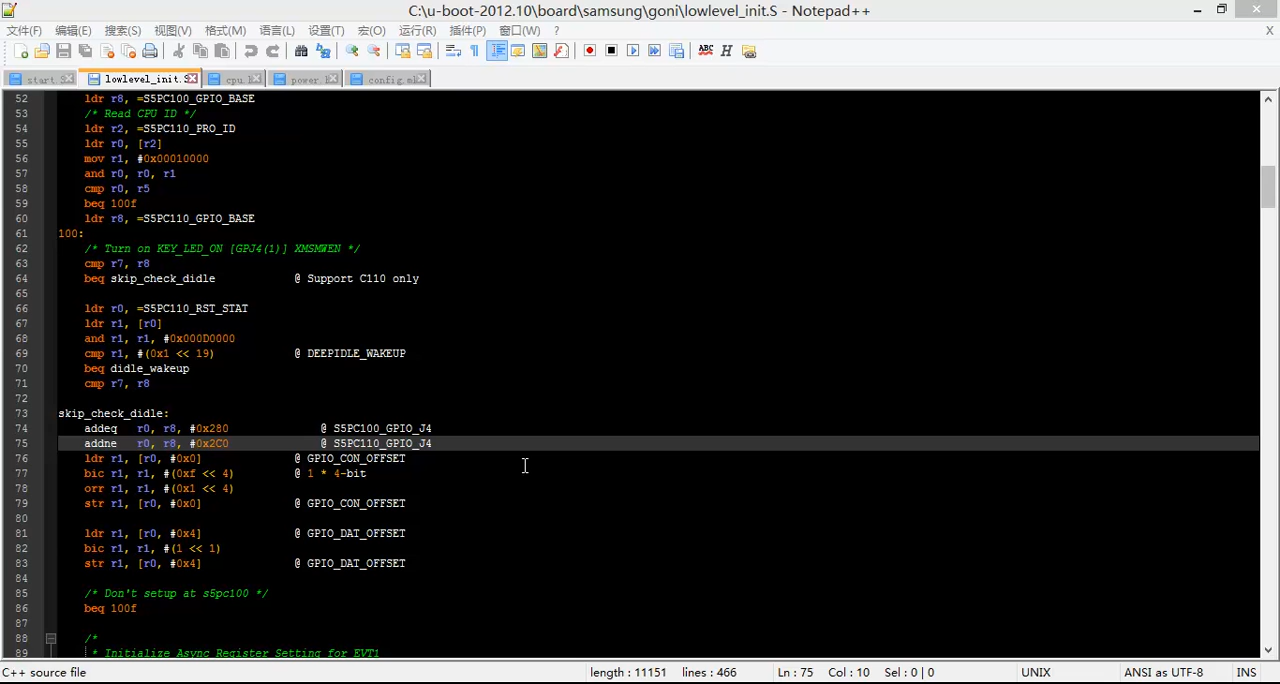 C:\u-boot-2012.10\board\samsung\goni\lowlevel_init.S - Notepad++
文件(F) 编辑(E) 搜索(S) 视图(V) 格式(M) 语言(L) 设置(T) 宏(O) 运行(R) 插件(P) 窗口(W) ? X
start.S lowlevel_init.S cpu. power. config.mk
52 ldr r8, =S5PC100_GPIO_BASE
53 /* Read CPU ID */
54 ldr r2, =S5PC110_PRO_ID
55 ldr r0, [r2]
56 mov r1, #0x00010000
57 and r0, r0, r1
58 cmp r0, r5
59 beq 100f
60 ldr r8, =S5PC110_GPIO_BASE
61 100:
62 /* Turn on KEY_LED_ON [GPJ4(1)] XMSMWEN */
63 cmp r7, r8
64 beq skip_check_didle @ Support C110 only
65
66 ldr r0, =S5PC110_RST_STAT
67 ldr r1, [r0]
68 and r1, r1, #0x000D0000
69 cmp r1, #(0x1 << 19) @ DEEPIDLE_WAKEUP
70 beq didle_wakeup
71 cmp r7, r8
72
73 skip_check_didle:
74 addeq r0, r8, #0x280 @ S5PC100_GPIO_J4
75 addne r0, r8, #0x2C0 @ S5PC110_GPIO_J4
76 ldr r1, [r0, #0x0] @ GPIO_CON_OFFSET
77 bic r1, r1, #(0xf << 4) @ 1 * 4-bit
78 orr r1, r1, #(0x1 << 4)
79 str r1, [r0, #0x0] @ GPIO_CON_OFFSET
80
81 ldr r1, [r0, #0x4] @ GPIO_DAT_OFFSET
82 bic r1, r1, #(1 << 1)
83 str r1, [r0, #0x4] @ GPIO_DAT_OFFSET
84
85 /* Don't setup at s5pc100 */
86 beq 100f
87
88 /*
89 * Initialize Async Register Setting for EVT1
C++ source file length : 11151 lines : 466 Ln : 75 Col : 10 Sel : 0 | 0 UNIX ANSI as UTF-8 INS